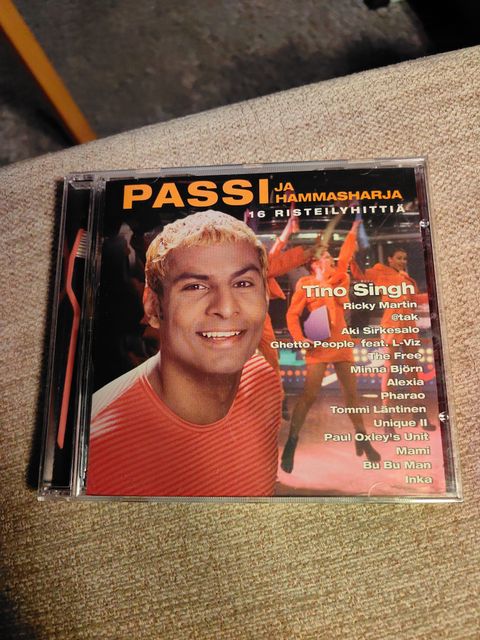 PASSI JA HAMMASHARJA
16 RISTEILYHITTIÄ
Tino Singh
Ricky Martin
@tak
Aki Sirkesalo
Ghetto People feat. L-Viz
The Free
Minna Björn
Alexia
Pharao
Tommi Läntinen
Unique II
Paul Oxley's Unit
Mami
Bu Bu Man
Inka